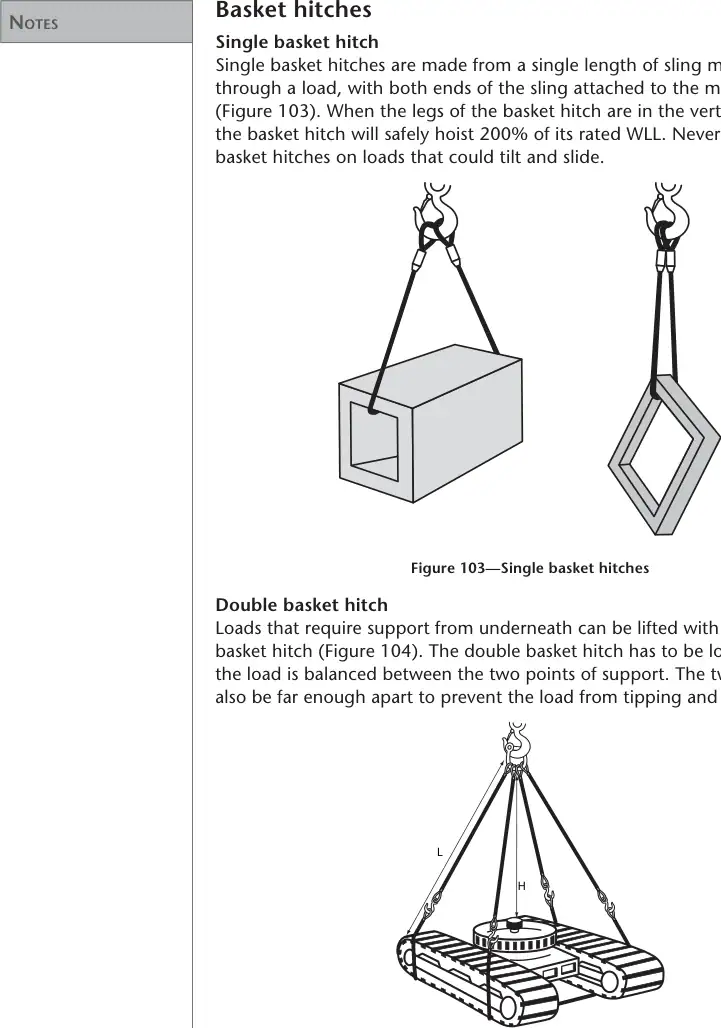 NOTES
Basket hitches
Single basket hitch
Single basket hitches are made from a single length of sling m
through a load, with both ends of the sling attached to the m
(Figure 103). When the legs of the basket hitch are in the vert
the basket hitch will safely hoist 200% of its rated WLL. Never
basket hitches on loads that could tilt and slide.
Figure 103—Single basket hitches
Double basket hitch
Loads that require support from underneath can be lifted with
basket hitch (Figure 104). The double basket hitch has to be lo
the load is balanced between the two points of support. The tw
also be far enough apart to prevent the load from tipping and
L
H